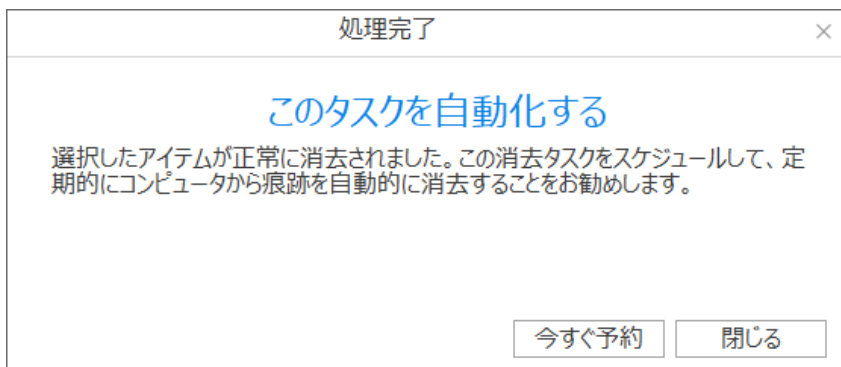 処理完了
このタスクを自動化する
選択したアイテムが正常に消去されました。この消去タスクをスケジュールして、定
期的にコンピュータから痕跡を自動的に消去することをお勧めします。
今すぐ予約
閉じる